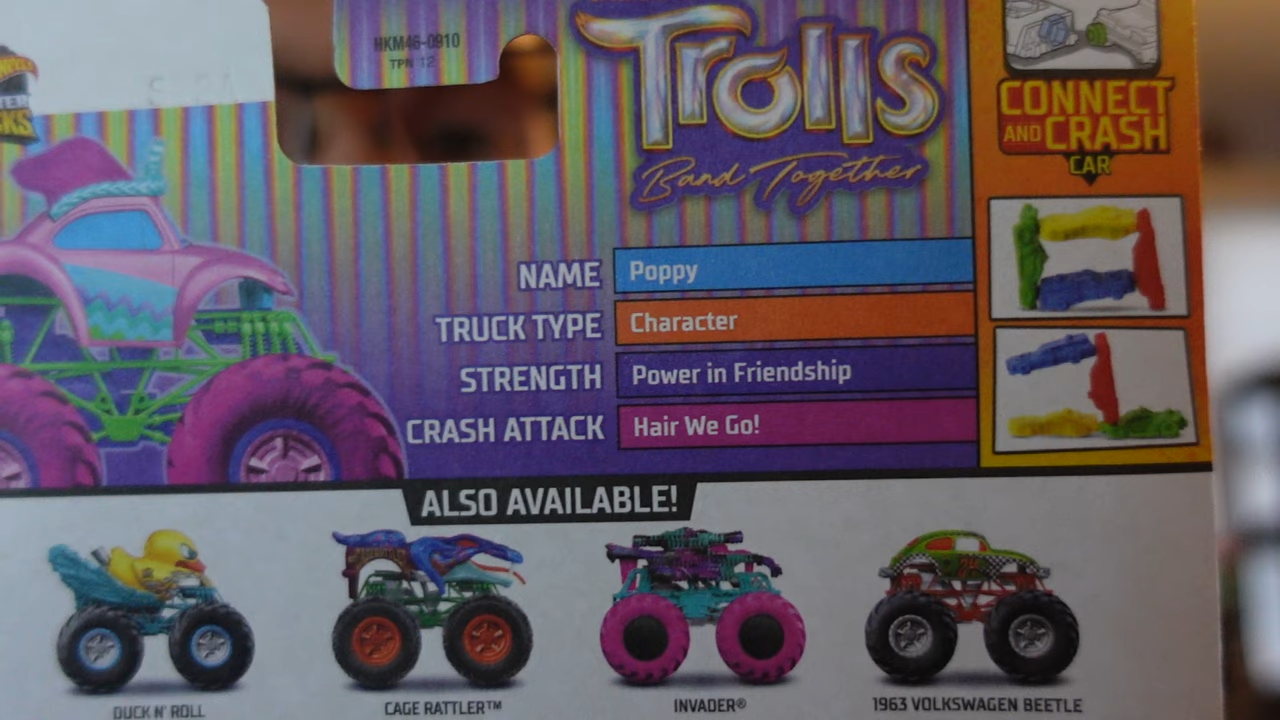 HKM46-0910
TPN 12
Trolls
Band Together
CONNECT
AND CRASH
CAR
NAME Poppy
TRUCK TYPE Character
STRENGTH Power in Friendship
CRASH ATTACK Hair We Go!
ALSO AVAILABLE!
DUCK N' ROLL
CAGE RATTLER™
INVADER®
1963 VOLKSWAGEN BEETLE